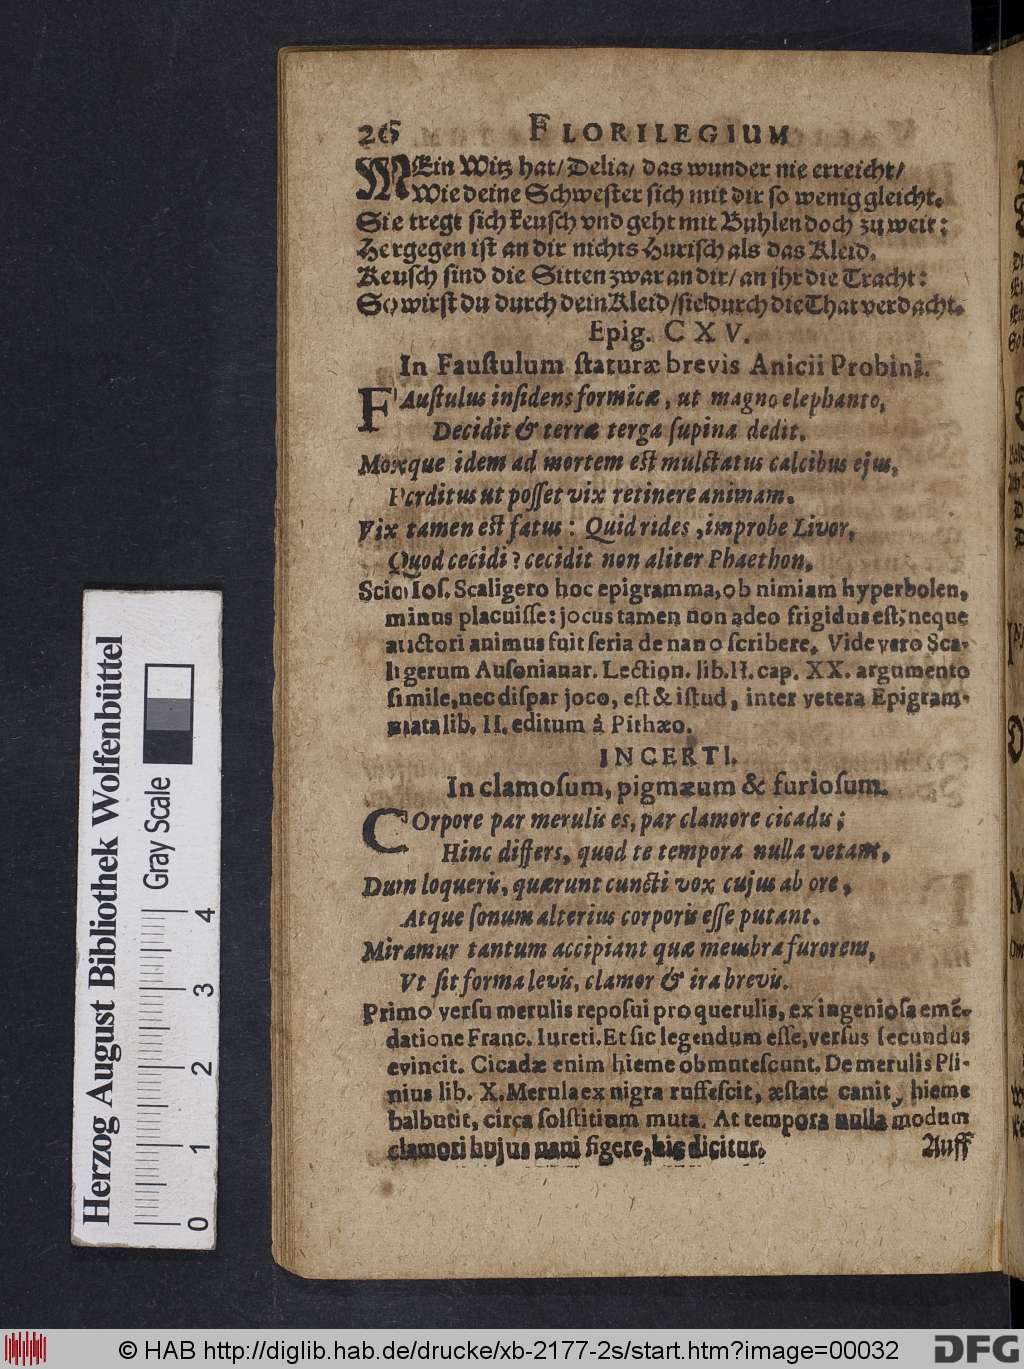 26 FLORILEGIUM
MEin Witz hat/ Delia/ das wunder nie erreicht/
Wie deine Schwester sich mit dir so wenig gleicht.
Sie tregt sich keusch vnd geht mit Buhlen doch zu weit;
Hergegen ist an dir nichts Hurisch als das Kleid.
Keusch sind die Sitten zwar an dir/ an jhr die Tracht:
So wirst du durch dein Kleid/ sie durch die That verdacht.
Epig. CXV.
In Faustulum staturæ brevis Anicii Probini.
FAustulus insidens formicæ, ut magno elephanto,
Decidit & terræ terga supina dedit.
Moxque idem ad mortem est mulctatus calcibus ejus,
Perditus ut posset vix retinere animam.
Vix tamen est fatus: Quid rides, improbe Livor,
Quod cecidi? cecidit non aliter Phaethon.
Scio Ios. Scaligero hoc epigramma, ob nimiam hyperbolen,
minus placuisse: jocus tamen non adeo frigidus est; neque
auctori animus fuit seria de nano scribere. Vide vero Sca-
ligerum Ausonianar. Lection. lib. II. cap. XX. argumento
simile, nec dispar joco, est & istud, inter vetera Epigram-
mata lib. II. editum à Pithæo.
INCERTI.
In clamosum, pigmæum & furiosum.
COrpore par merulis es, par clamore cicadis;
Hinc differs, quod te tempora nulla vetant.
Dum loqueris, quærunt cuncti vox cujus ab ore,
Atque sonum alterius corporis esse putant.
Miramur tantum accipiant quæ membra furorem,
Vt sit forma levis, clamor & ira brevis.
Primo versu merulis reposui pro querulis, ex ingeniosa emē-
datione Franc. Iureti. Et sic legendum esse, versus secundus
evincit. Cicadæ enim hieme obmutescunt. De merulis Pli-
nius lib. X. Merula ex nigra ruffescit, æstate canit, hieme
balbutit, circa solstitium muta. At tempora nulla modum
clamori hujus nani figere, hic dicitur.
Auff
Herzog August Bibliothek Wolfenbüttel
Gray Scale
0 1 2 3 4
© HAB http://diglib.hab.de/drucke/xb-2177-2s/start.htm?image=00032
DFG